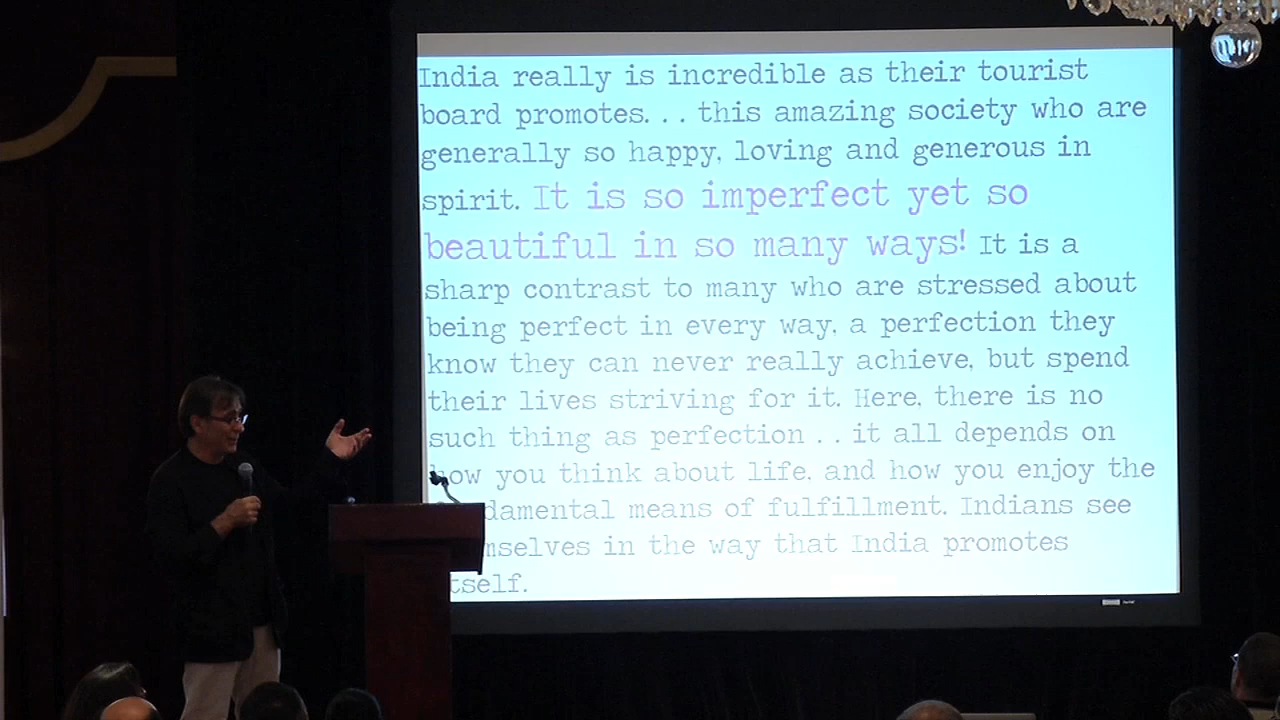 India really is incredible as their tourist
board promotes. . . this amazing society who are
generally so happy, loving and generous in
spirit. It is so imperfect yet so
beautiful in so many ways! It is a
sharp contrast to many who are stressed about
being perfect in every way, a perfection they
know they can never really achieve, but spend
their lives striving for it. Here, there is no
such thing as perfection . . it all depends on
how you think about life, and how you enjoy the
damental means of fulfillment. Indians see
mselves in the way that India promotes
tself.